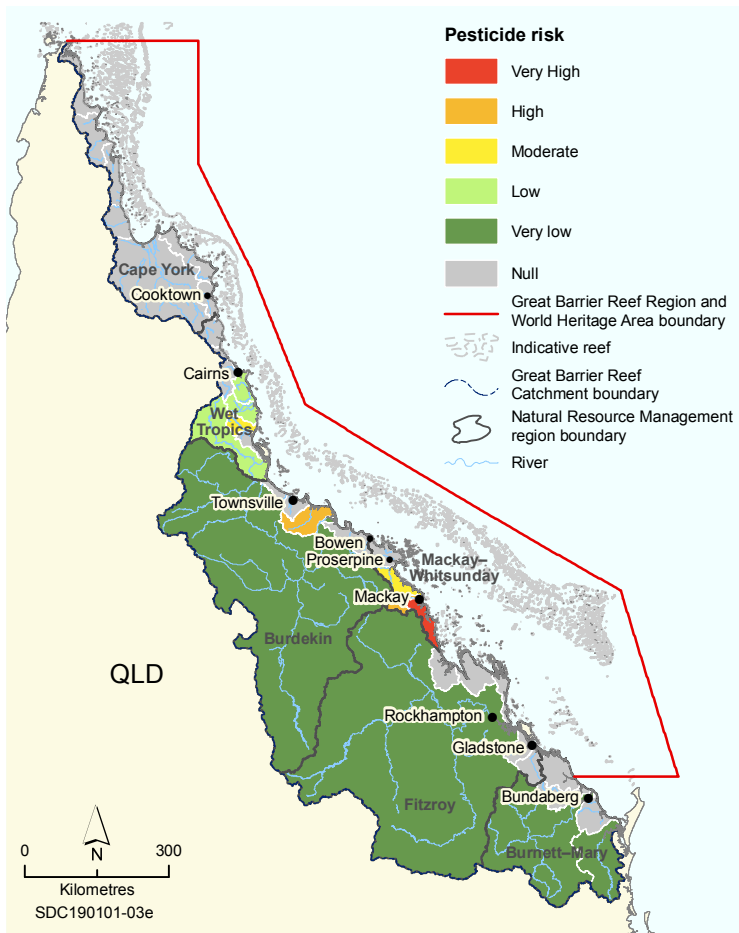 Pesticide risk
Very High
High
Moderate
Low
Very low
Null
Great Barrier Reef Region and
World Heritage Area boundary
Indicative reef
Great Barrier Reef
Catchment boundary
Natural Resource Management
region boundary
River
Cape York
Cooktown
Cairns
Wet
Tropics
Townsville
Bowen
Proserpine
Mackay–
Whitsunday
Mackay
Burdekin
QLD
Rockhampton
Gladstone
Bundaberg
Fitzroy
Burnett–Mary
N
0 300
Kilometres
SDC190101-03e